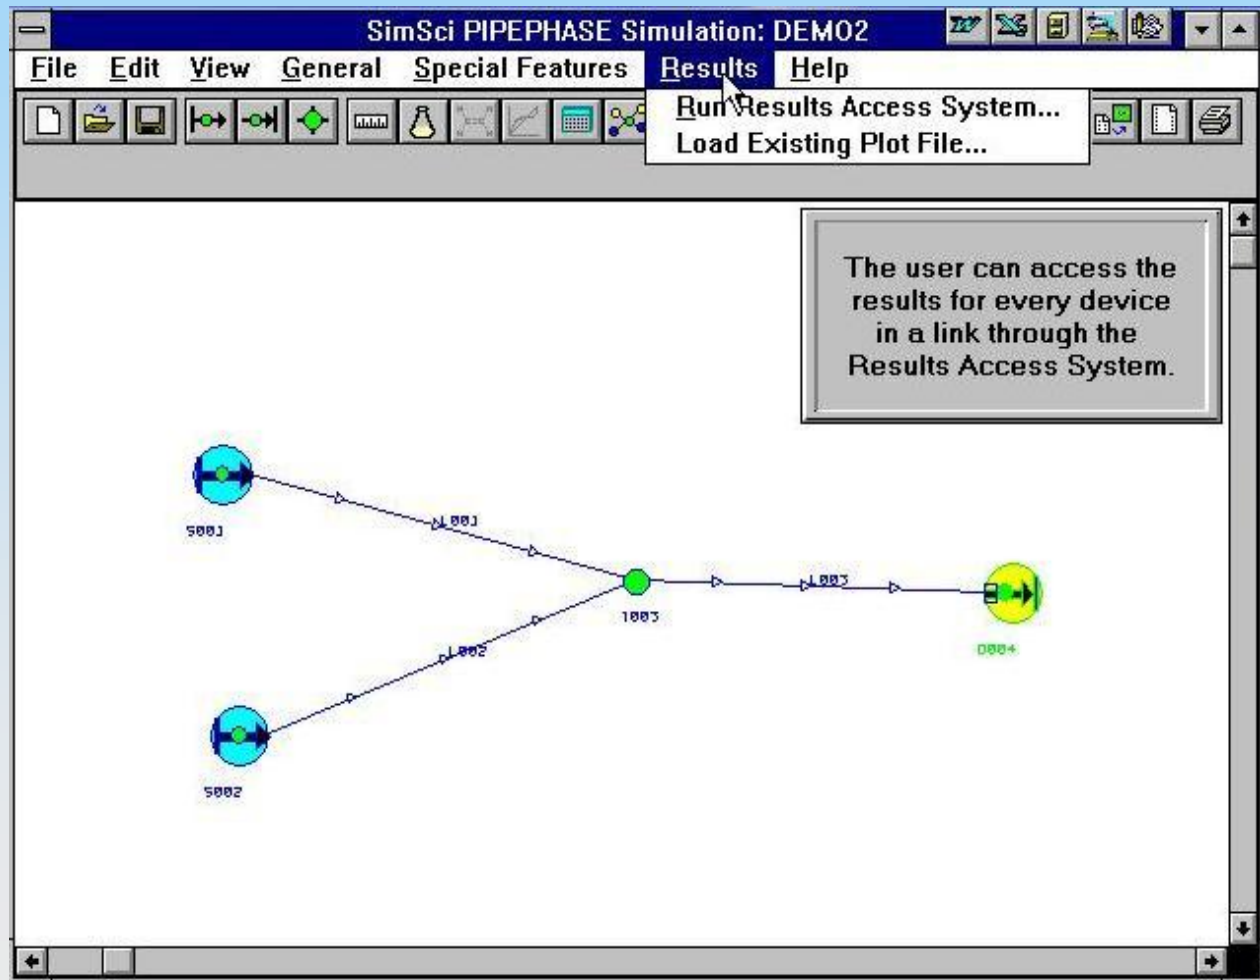 SimSci PIPEPHASE Simulation: DEMO2
File Edit View General Special Features Results Help
Run Results Access System...
Load Existing Plot File...
The user can access the
results for every device
in a link through the
Results Access System.
S001
L001
L003
J003
L002
D004
S002